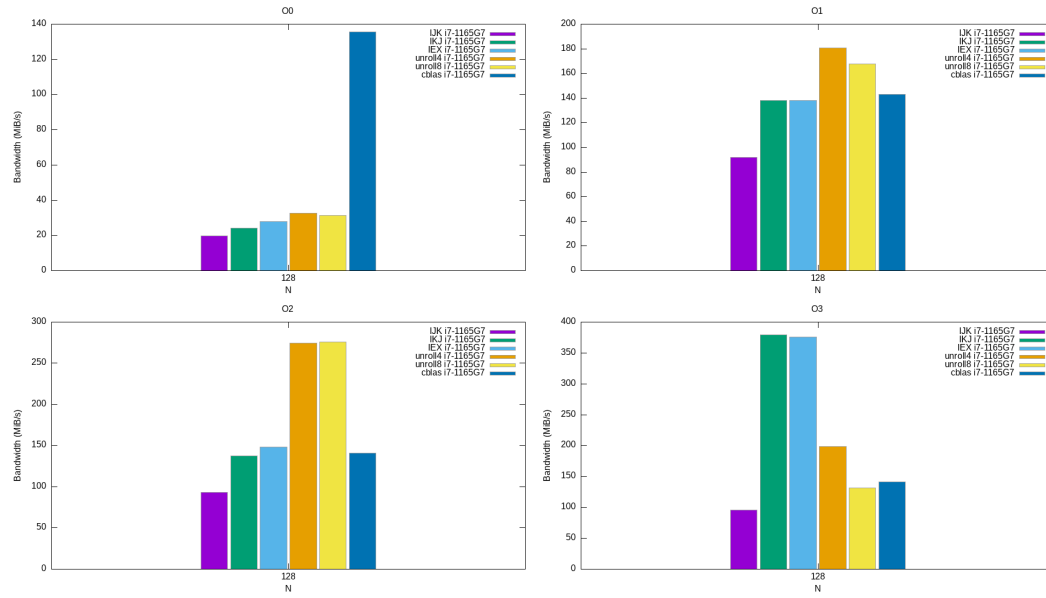 O0
140
120
100
80
60
40
20
0
Bandwidth (MiB/s)
IJK i7-1165G7
IKJ i7-1165G7
IEX i7-1165G7
unroll4 i7-1165G7
unroll8 i7-1165G7
cblas i7-1165G7
128
N
O1
200
180
160
140
120
100
80
60
40
20
0
Bandwidth (MiB/s)
IJK i7-1165G7
IKJ i7-1165G7
IEX i7-1165G7
unroll4 i7-1165G7
unroll8 i7-1165G7
cblas i7-1165G7
128
N
O2
300
250
200
150
100
50
0
Bandwidth (MiB/s)
IJK i7-1165G7
IKJ i7-1165G7
IEX i7-1165G7
unroll4 i7-1165G7
unroll8 i7-1165G7
cblas i7-1165G7
128
N
O3
400
350
300
250
200
150
100
50
0
Bandwidth (MiB/s)
IJK i7-1165G7
IKJ i7-1165G7
IEX i7-1165G7
unroll4 i7-1165G7
unroll8 i7-1165G7
cblas i7-1165G7
128
N